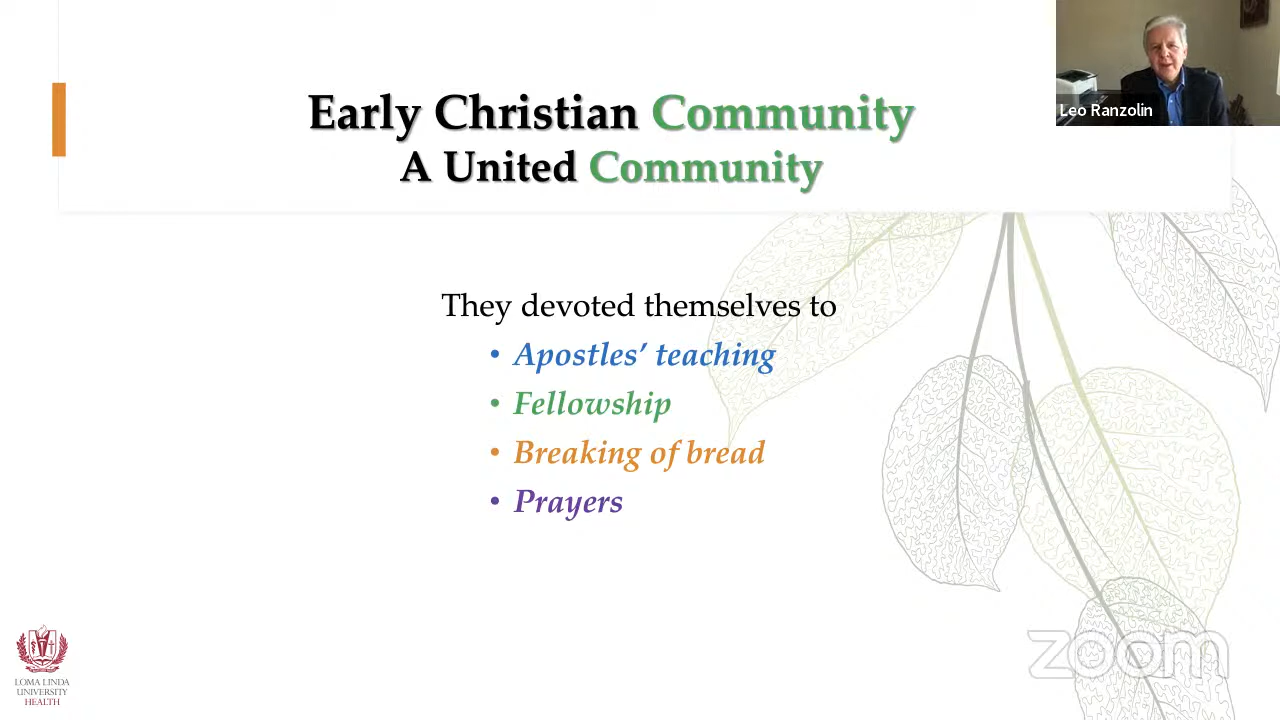 Early Christian Community
A United Community
Leo Ranzolin
They devoted themselves to
• Apostles’ teaching
• Fellowship
• Breaking of bread
• Prayers
LOMA LINDA
UNIVERSITY
HEALTH
zoom